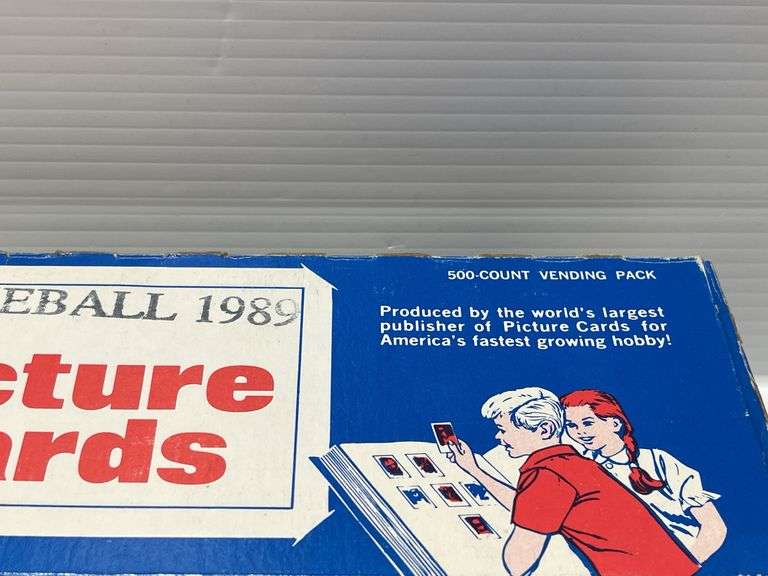 EBALL 1989
cture
ards
500-COUNT VENDING PACK
Produced by the world's largest
publisher of Picture Cards for
America's fastest growing hobby!